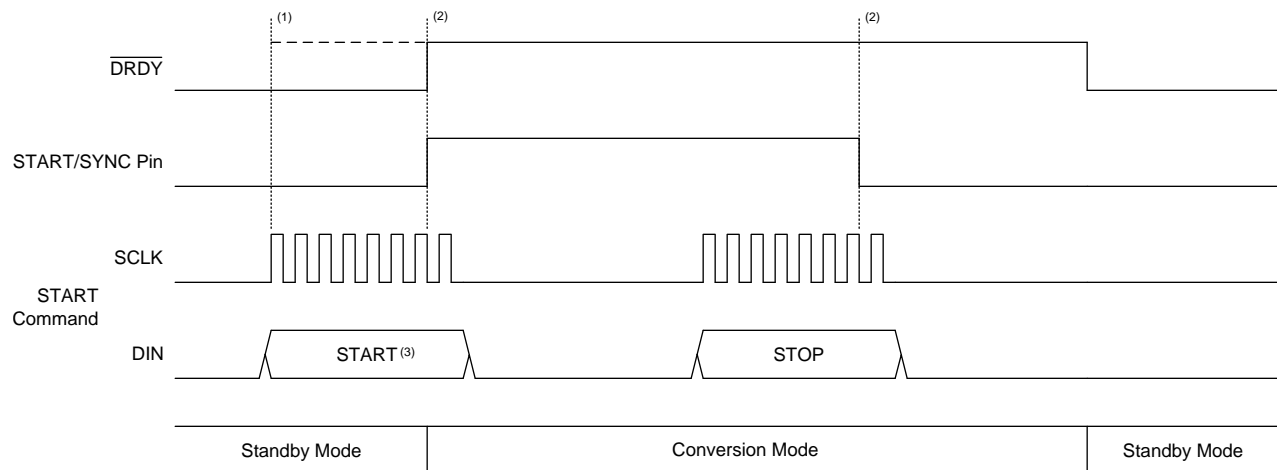 (1) (2) (2)
DRDY
START/SYNC Pin
SCLK
START
Command
DIN START(3) STOP
Standby Mode Conversion Mode Standby Mode